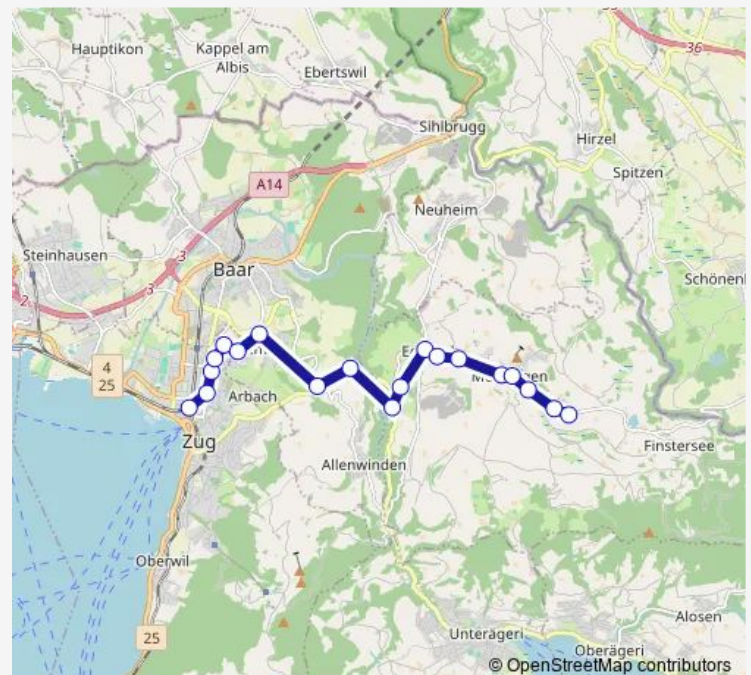 Hauptikon
Kappel am
Albis
Ebertswil
36
Sihlbrugg
Hirzel
A14
Spitzen
Neuheim
Steinhausen
3
Baar
Schönen
2
3
4
25
Arbach
Zug
Allenwinden
Finstersee
Oberwil
25
Unterägeri
Alosen
Oberägeri
© OpenStreetMap contributors